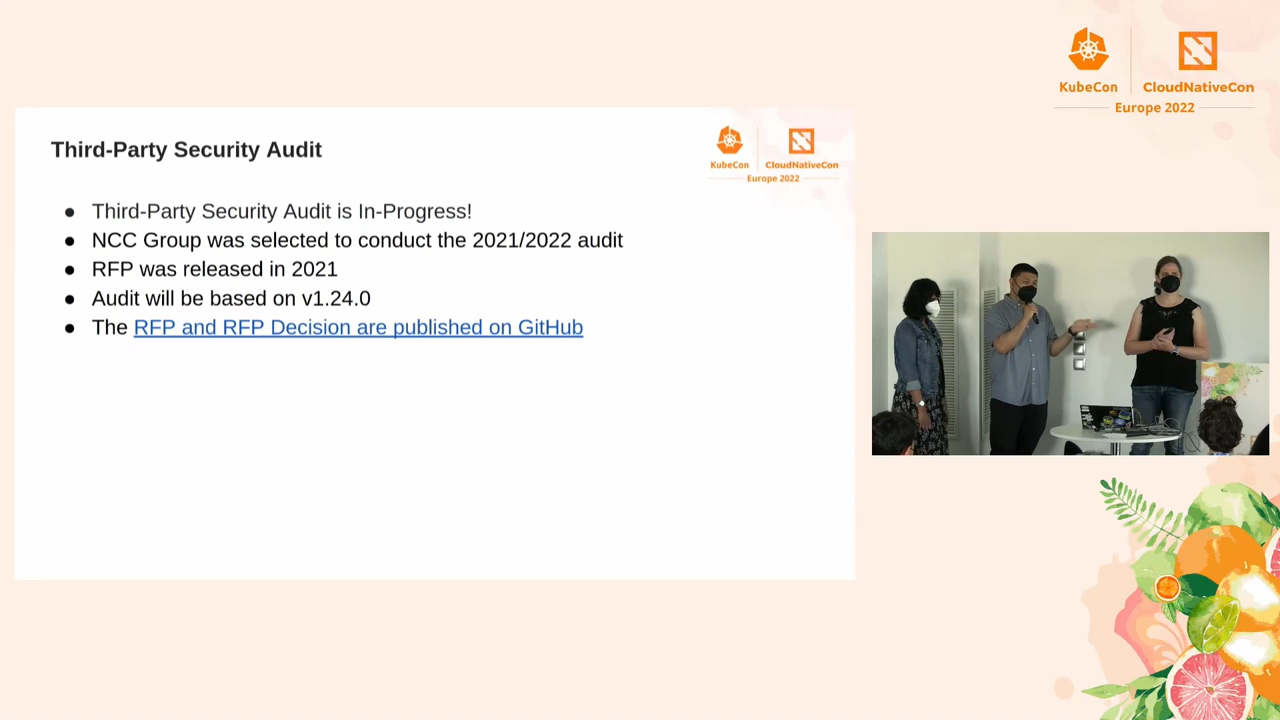 KubeCon
CloudNativeCon
Europe 2022
Third-Party Security Audit
KubeCon
CloudNativeCon
Europe 2022
● Third-Party Security Audit is In-Progress!
● NCC Group was selected to conduct the 2021/2022 audit
● RFP was released in 2021
● Audit will be based on v1.24.0
● The RFP and RFP Decision are published on GitHub